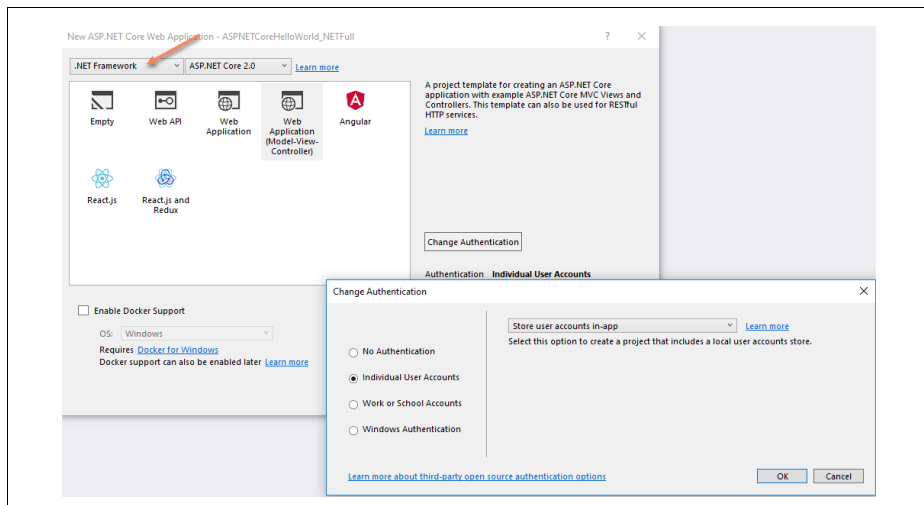 New ASP.NET Core Web Application - ASPNETCoreHelloWorld_NETFull
.NET Framework
ASP.NET Core 2.0
Learn more
Empty
Web API
Web
Application
Web
Application
(Model-View-
Controller)
Angular
React.js
React.js and
Redux
A project template for creating an ASP.NET Core
application with example ASP.NET Core MVC Views and
Controllers. This template can also be used for RESTful
HTTP services.
Learn more
Change Authentication
Authentication Individual User Accounts
Enable Docker Support
OS: Windows
Requires Docker for Windows
Docker support can also be enabled later Learn more
Change Authentication
No Authentication
Individual User Accounts
Work or School Accounts
Windows Authentication
Store user accounts in-app
Learn more
Select this option to create a project that includes a local user accounts store.
Learn more about third-party open source authentication options
OK
Cancel